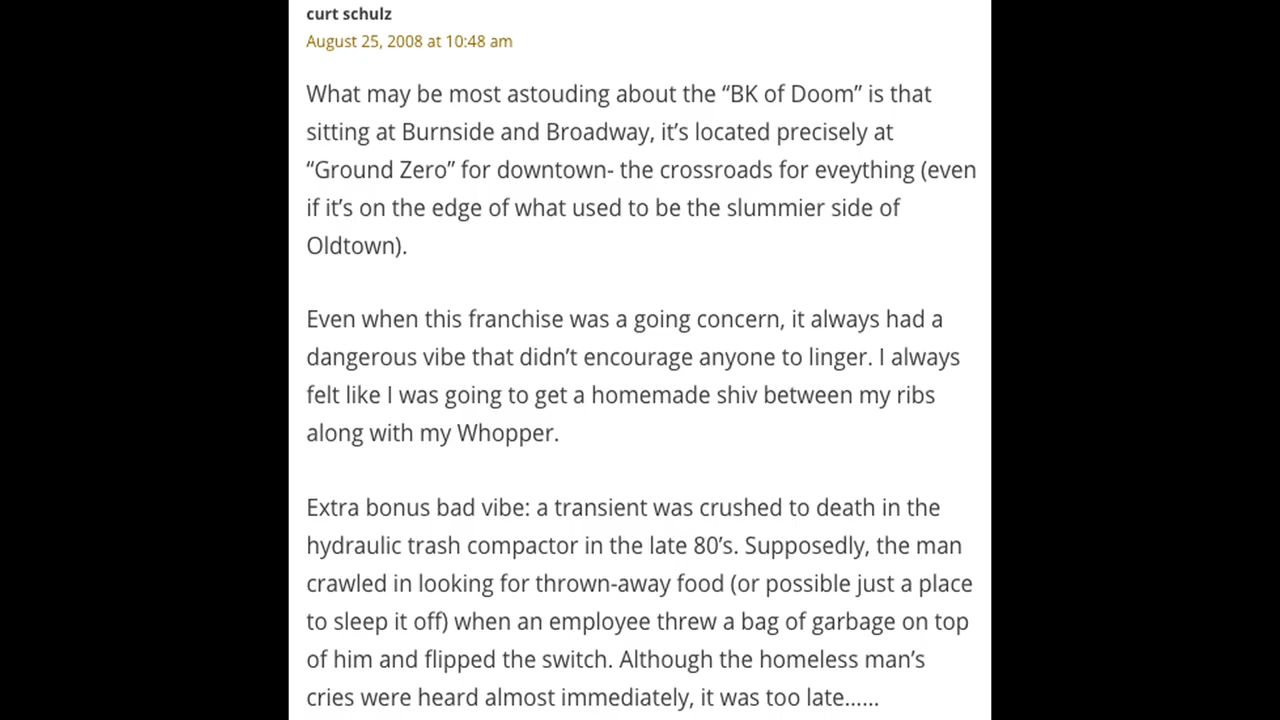 curt schulz
August 25, 2008 at 10:48 am
What may be most astouding about the “BK of Doom” is that
sitting at Burnside and Broadway, it’s located precisely at
“Ground Zero” for downtown- the crossroads for eveything (even
if it’s on the edge of what used to be the slummier side of
Oldtown).
Even when this franchise was a going concern, it always had a
dangerous vibe that didn’t encourage anyone to linger. I always
felt like I was going to get a homemade shiv between my ribs
along with my Whopper.
Extra bonus bad vibe: a transient was crushed to death in the
hydraulic trash compactor in the late 80’s. Supposedly, the man
crawled in looking for thrown-away food (or possible just a place
to sleep it off) when an employee threw a bag of garbage on top
of him and flipped the switch. Although the homeless man’s
cries were heard almost immediately, it was too late……